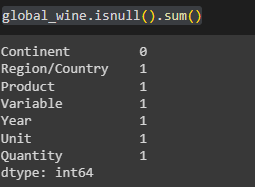 global_wine.isnull().sum()
Continent 0
Region/Country 1
Product 1
Variable 1
Year 1
Unit 1
Quantity 1
dtype: int64